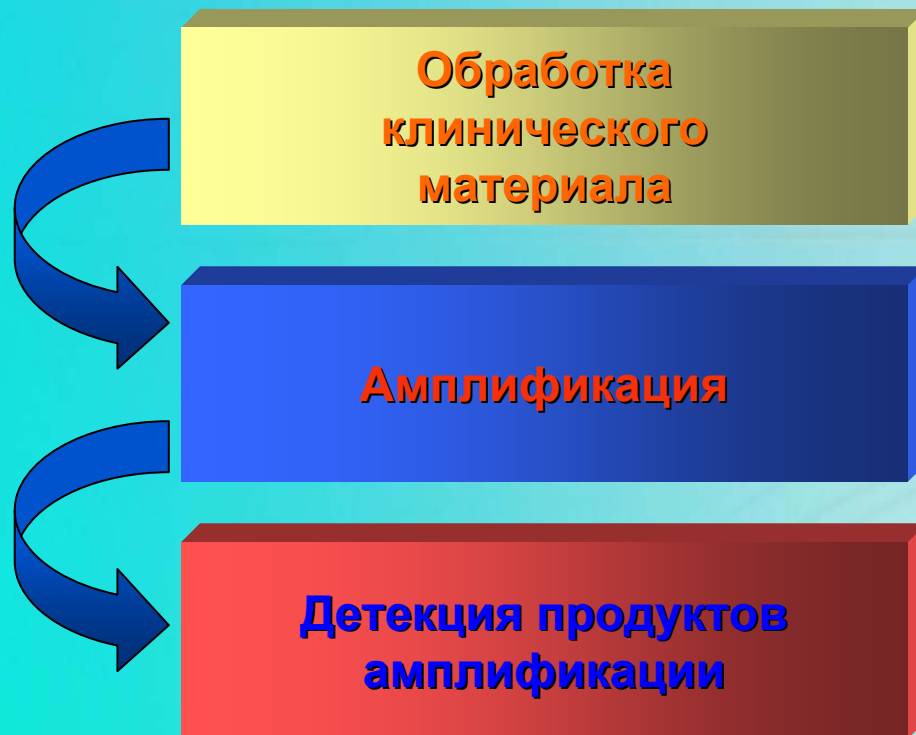 Обработка
клинического
материала
Амплификация
Детекция продуктов
амплификации